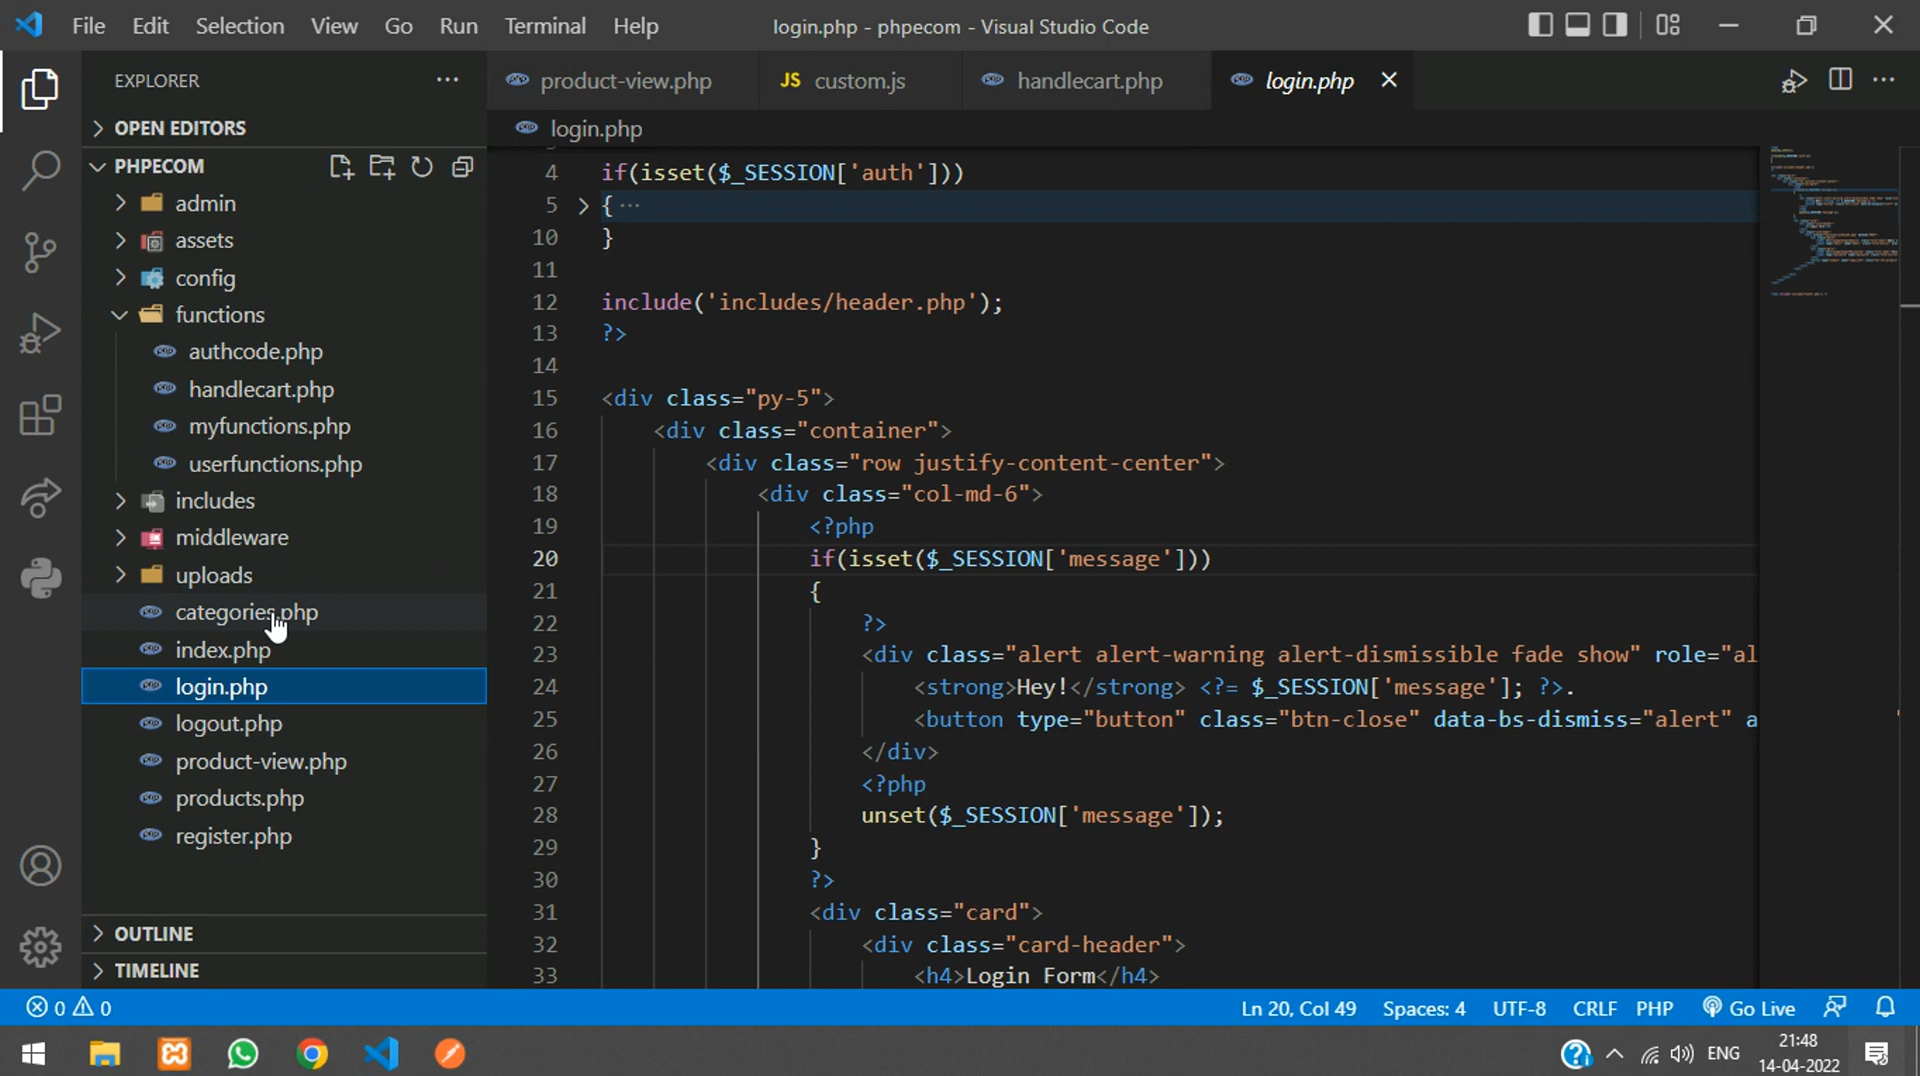 File Edit Selection View Go Run Terminal Help
login.php - phpecom - Visual Studio Code
EXPLORER
OPEN EDITORS
PHPECOM
admin
assets
config
functions
authcode.php
handlecart.php
myfunctions.php
userfunctions.php
includes
middleware
uploads
categories.php
index.php
login.php
logout.php
product-view.php
products.php
register.php
OUTLINE
TIMELINE
product-view.php JS custom.js handlecart.php login.php
login.php
4 if(isset($_SESSION['auth']))
5 { ···
10 }
11
12 include('includes/header.php');
13 ?>
14
15 <div class="py-5">
16 <div class="container">
17 <div class="row justify-content-center">
18 <div class="col-md-6">
19 <?php
20 if(isset($_SESSION['message']))
21 {
22 ?>
23 <div class="alert alert-warning alert-dismissible fade show" role="al
24 <strong>Hey!</strong> <?= $_SESSION['message']; ?>.
25 <button type="button" class="btn-close" data-bs-dismiss="alert" a
26 </div>
27 <?php
28 unset($_SESSION['message']);
29 }
30 ?>
31 <div class="card">
32 <div class="card-header">
33 <h4>Login Form</h4>
0 0 Ln 20, Col 49 Spaces: 4 UTF-8 CRLF PHP Go Live
ENG 21:48
14-04-2022